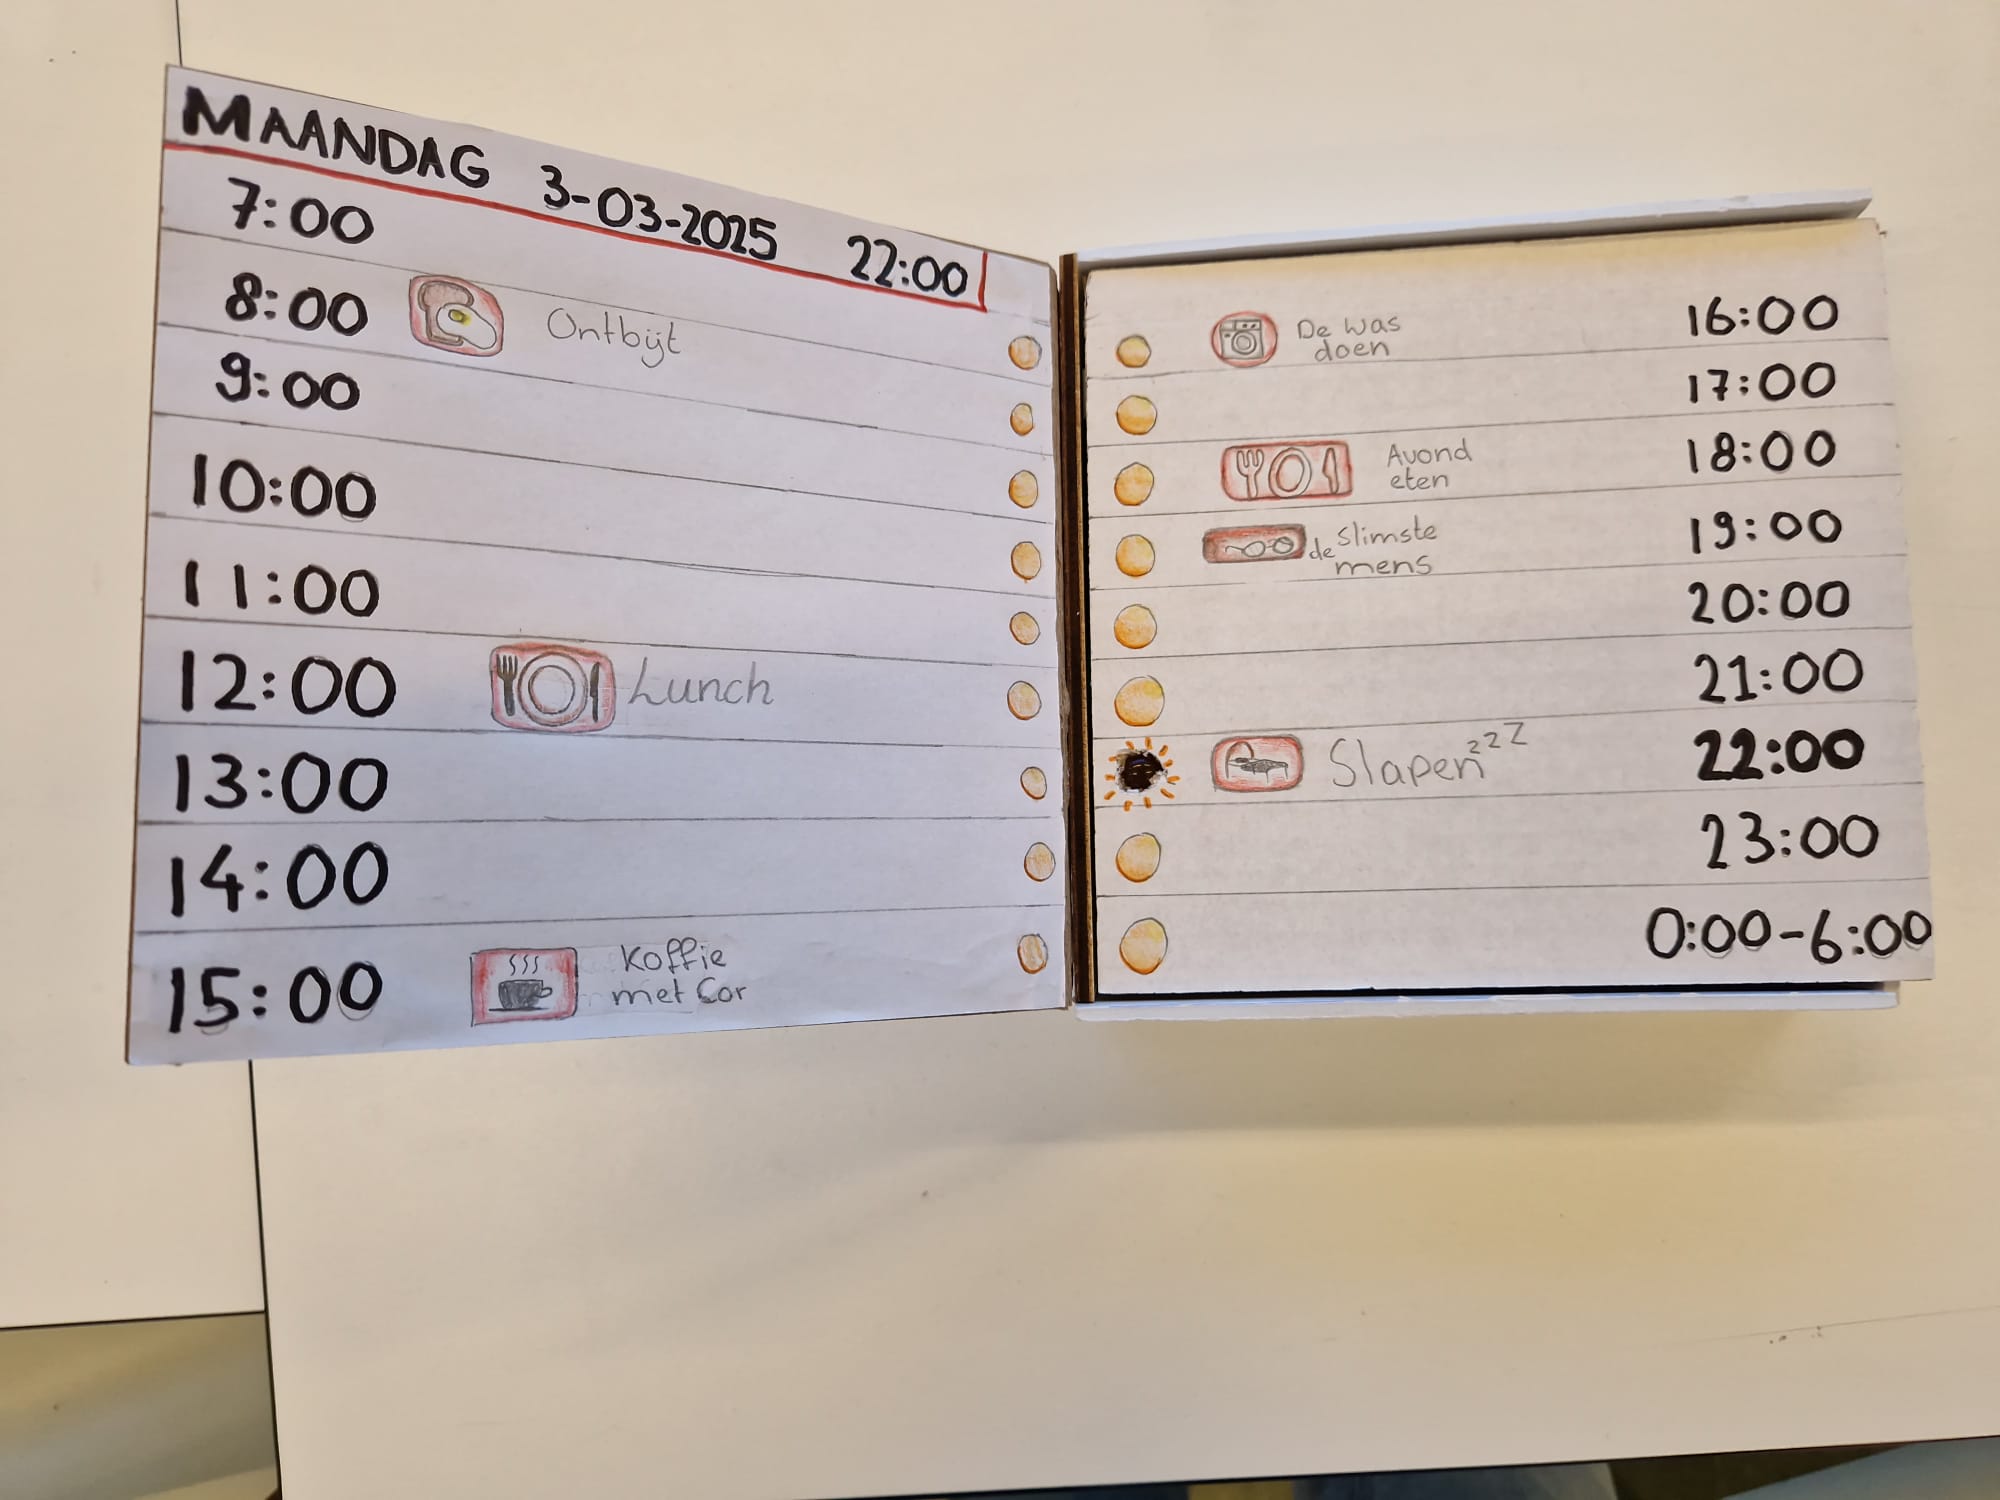 MAANDAG 3-03-2025 22:00
7:00
8:00 Ontbijt
9:00
10:00
11:00
12:00 Lunch
13:00
14:00
15:00 Koffie
met Cor
De was 16:00
doen
17:00
Avond 18:00
eten
de Slimste 19:00
mens
20:00
21:00
Slapen zzz 22:00
23:00
0:00-6:00